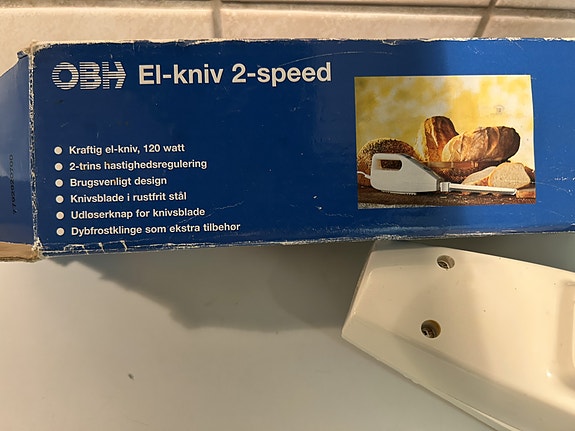 OBH El-kniv 2-speed
Kraftig el-kniv, 120 watt
2-trins hastighedsregulering
Brugsvenligt design
Knivsblade i rustfrit stål
Udløserknap for knivsblade
Dybfrostklinge som ekstra tilbehør